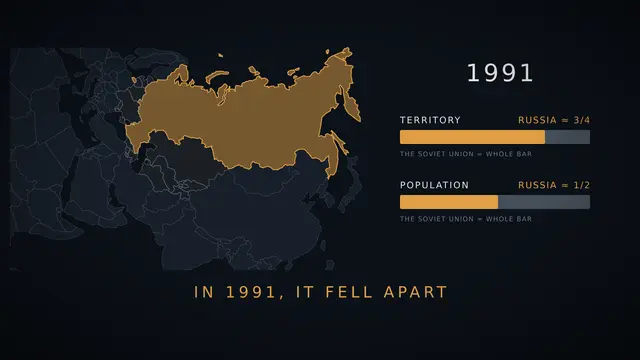 1991
TERRITORY RUSSIA ≈ 3/4
THE SOVIET UNION = WHOLE BAR
POPULATION RUSSIA ≈ 1/2
THE SOVIET UNION = WHOLE BAR
IN 1991, IT FELL APART